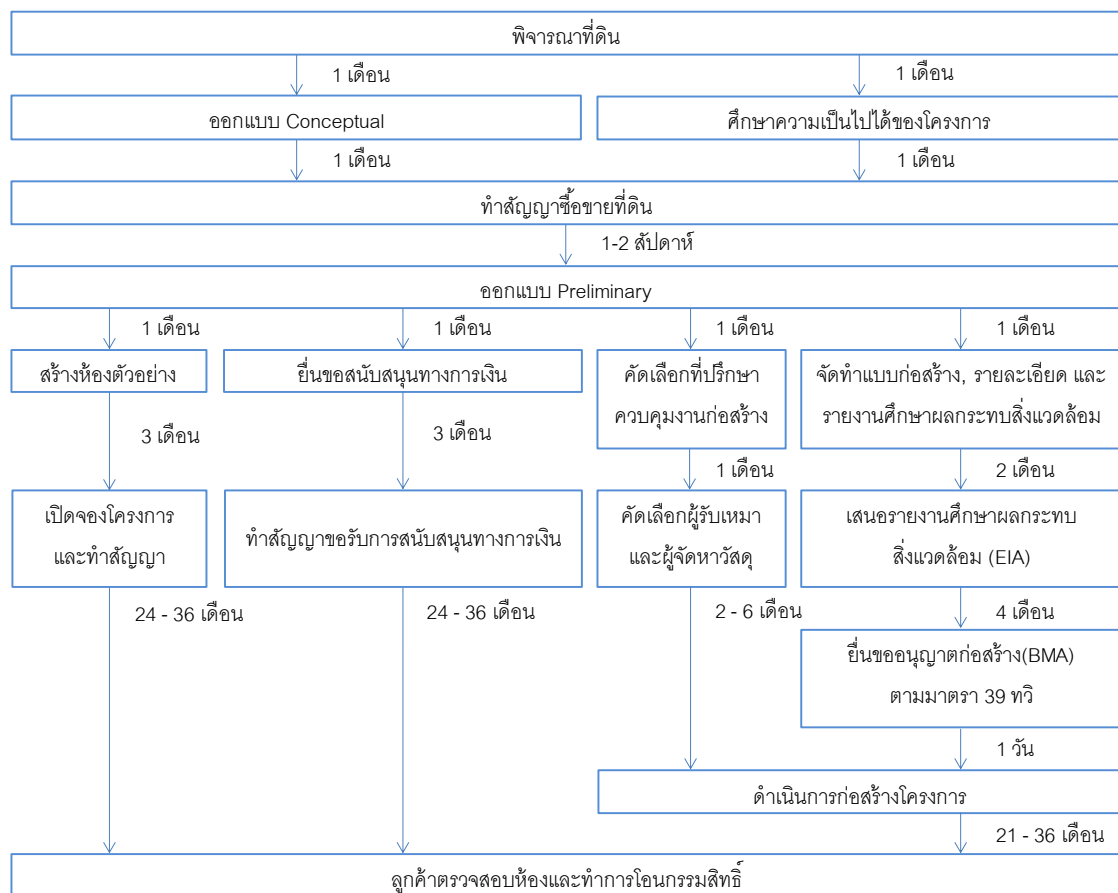 พิจารณาที่ดิน
1 เดือน
1 เดือน
ออกแบบ Conceptual
ศึกษาความเป็นไปได้ของโครงการ
1 เดือน
1 เดือน
ทำสัญญาซื้อขายที่ดิน
1-2 สัปดาห์
ออกแบบ Preliminary
1 เดือน
1 เดือน
1 เดือน
1 เดือน
สร้างห้องตัวอย่าง
ยื่นขอสนับสนุนทางการเงิน
คัดเลือกที่ปรึกษา
ควบคุมงานก่อสร้าง
จัดทำแบบก่อสร้าง, รายละเอียด และ
รายงานศึกษาผลกระทบสิ่งแวดล้อม
3 เดือน
3 เดือน
1 เดือน
2 เดือน
เปิดจองโครงการ
และทำสัญญา
ทำสัญญาขอรับการสนับสนุนทางการเงิน
คัดเลือกผู้รับเหมา
และผู้จัดหาวัสดุ
เสนอรายงานศึกษาผลกระทบ
สิ่งแวดล้อม (EIA)
24 - 36 เดือน
24 - 36 เดือน
2 - 6 เดือน
4 เดือน
ยื่นขออนุญาตก่อสร้าง(BMA)
ตามมาตรา 39 ทวิ
1 วัน
ดำเนินการก่อสร้างโครงการ
21 - 36 เดือน
ลูกค้าตรวจสอบห้องและทำการโอนกรรมสิทธิ์